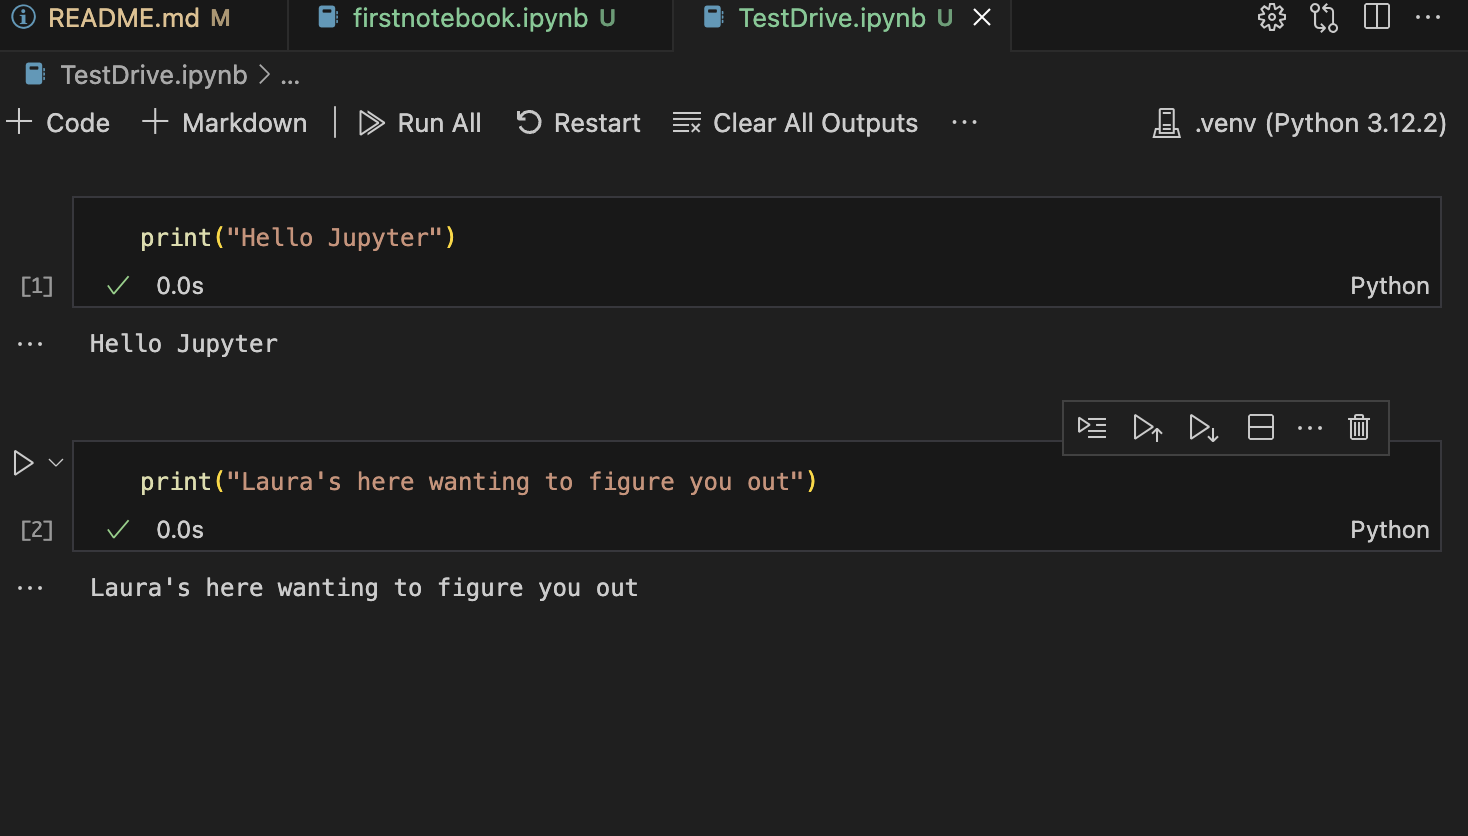 README.md M
firstnotebook.ipynb U
TestDrive.ipynb U
TestDrive.ipynb > ...
Code
Markdown
Run All
Restart
Clear All Outputs
.venv (Python 3.12.2)
print("Hello Jupyter")
[1]
0.0s
Python
Hello Jupyter
print("Laura's here wanting to figure you out")
[2]
0.0s
Python
Laura's here wanting to figure you out